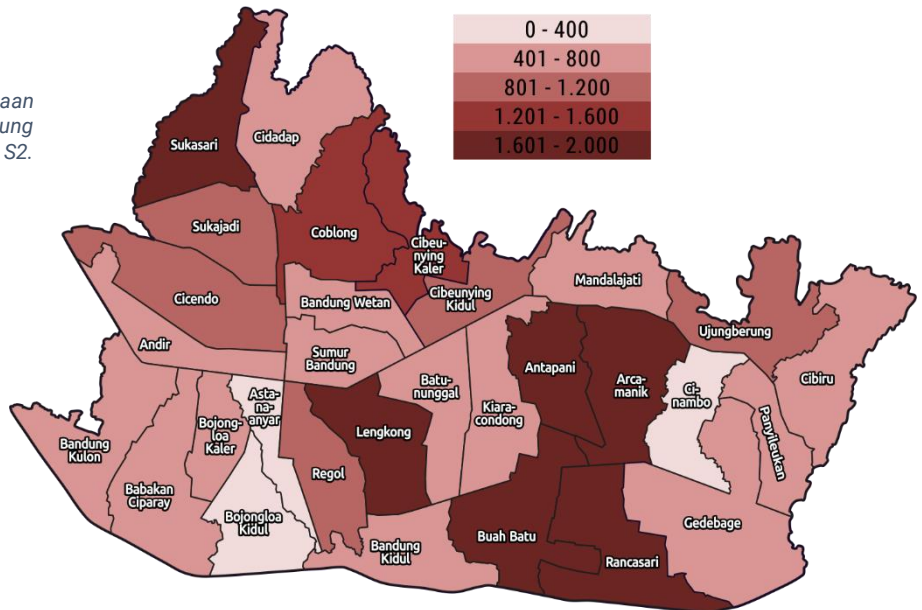 aan
ung
S2.
0 - 400
401 - 800
801 - 1.200
1.201 - 1.600
1.601 - 2.000
Sukasari
Cidadap
Sukajadi
Coblong
Cibeu-
nying
Kaler
Cicendo
Bandung Wetan
Cibeunying
Kidul
Mandalajati
Ujungberung
Andir
Sumur
Bandung
Antapani
Arca-
manik
Ci-
nambo
Cibiru
Batu-
nunggal
Kiara-
condong
Asta-
na-
anyar
Bojong-
loa
Kaler
Lengkong
Panyileukan
Bandung
Kulon
Babakan
Ciparay
Regol
Bojongloa
Kidul
Bandung
Kidul
Buah Batu
Rancasari
Gedebage